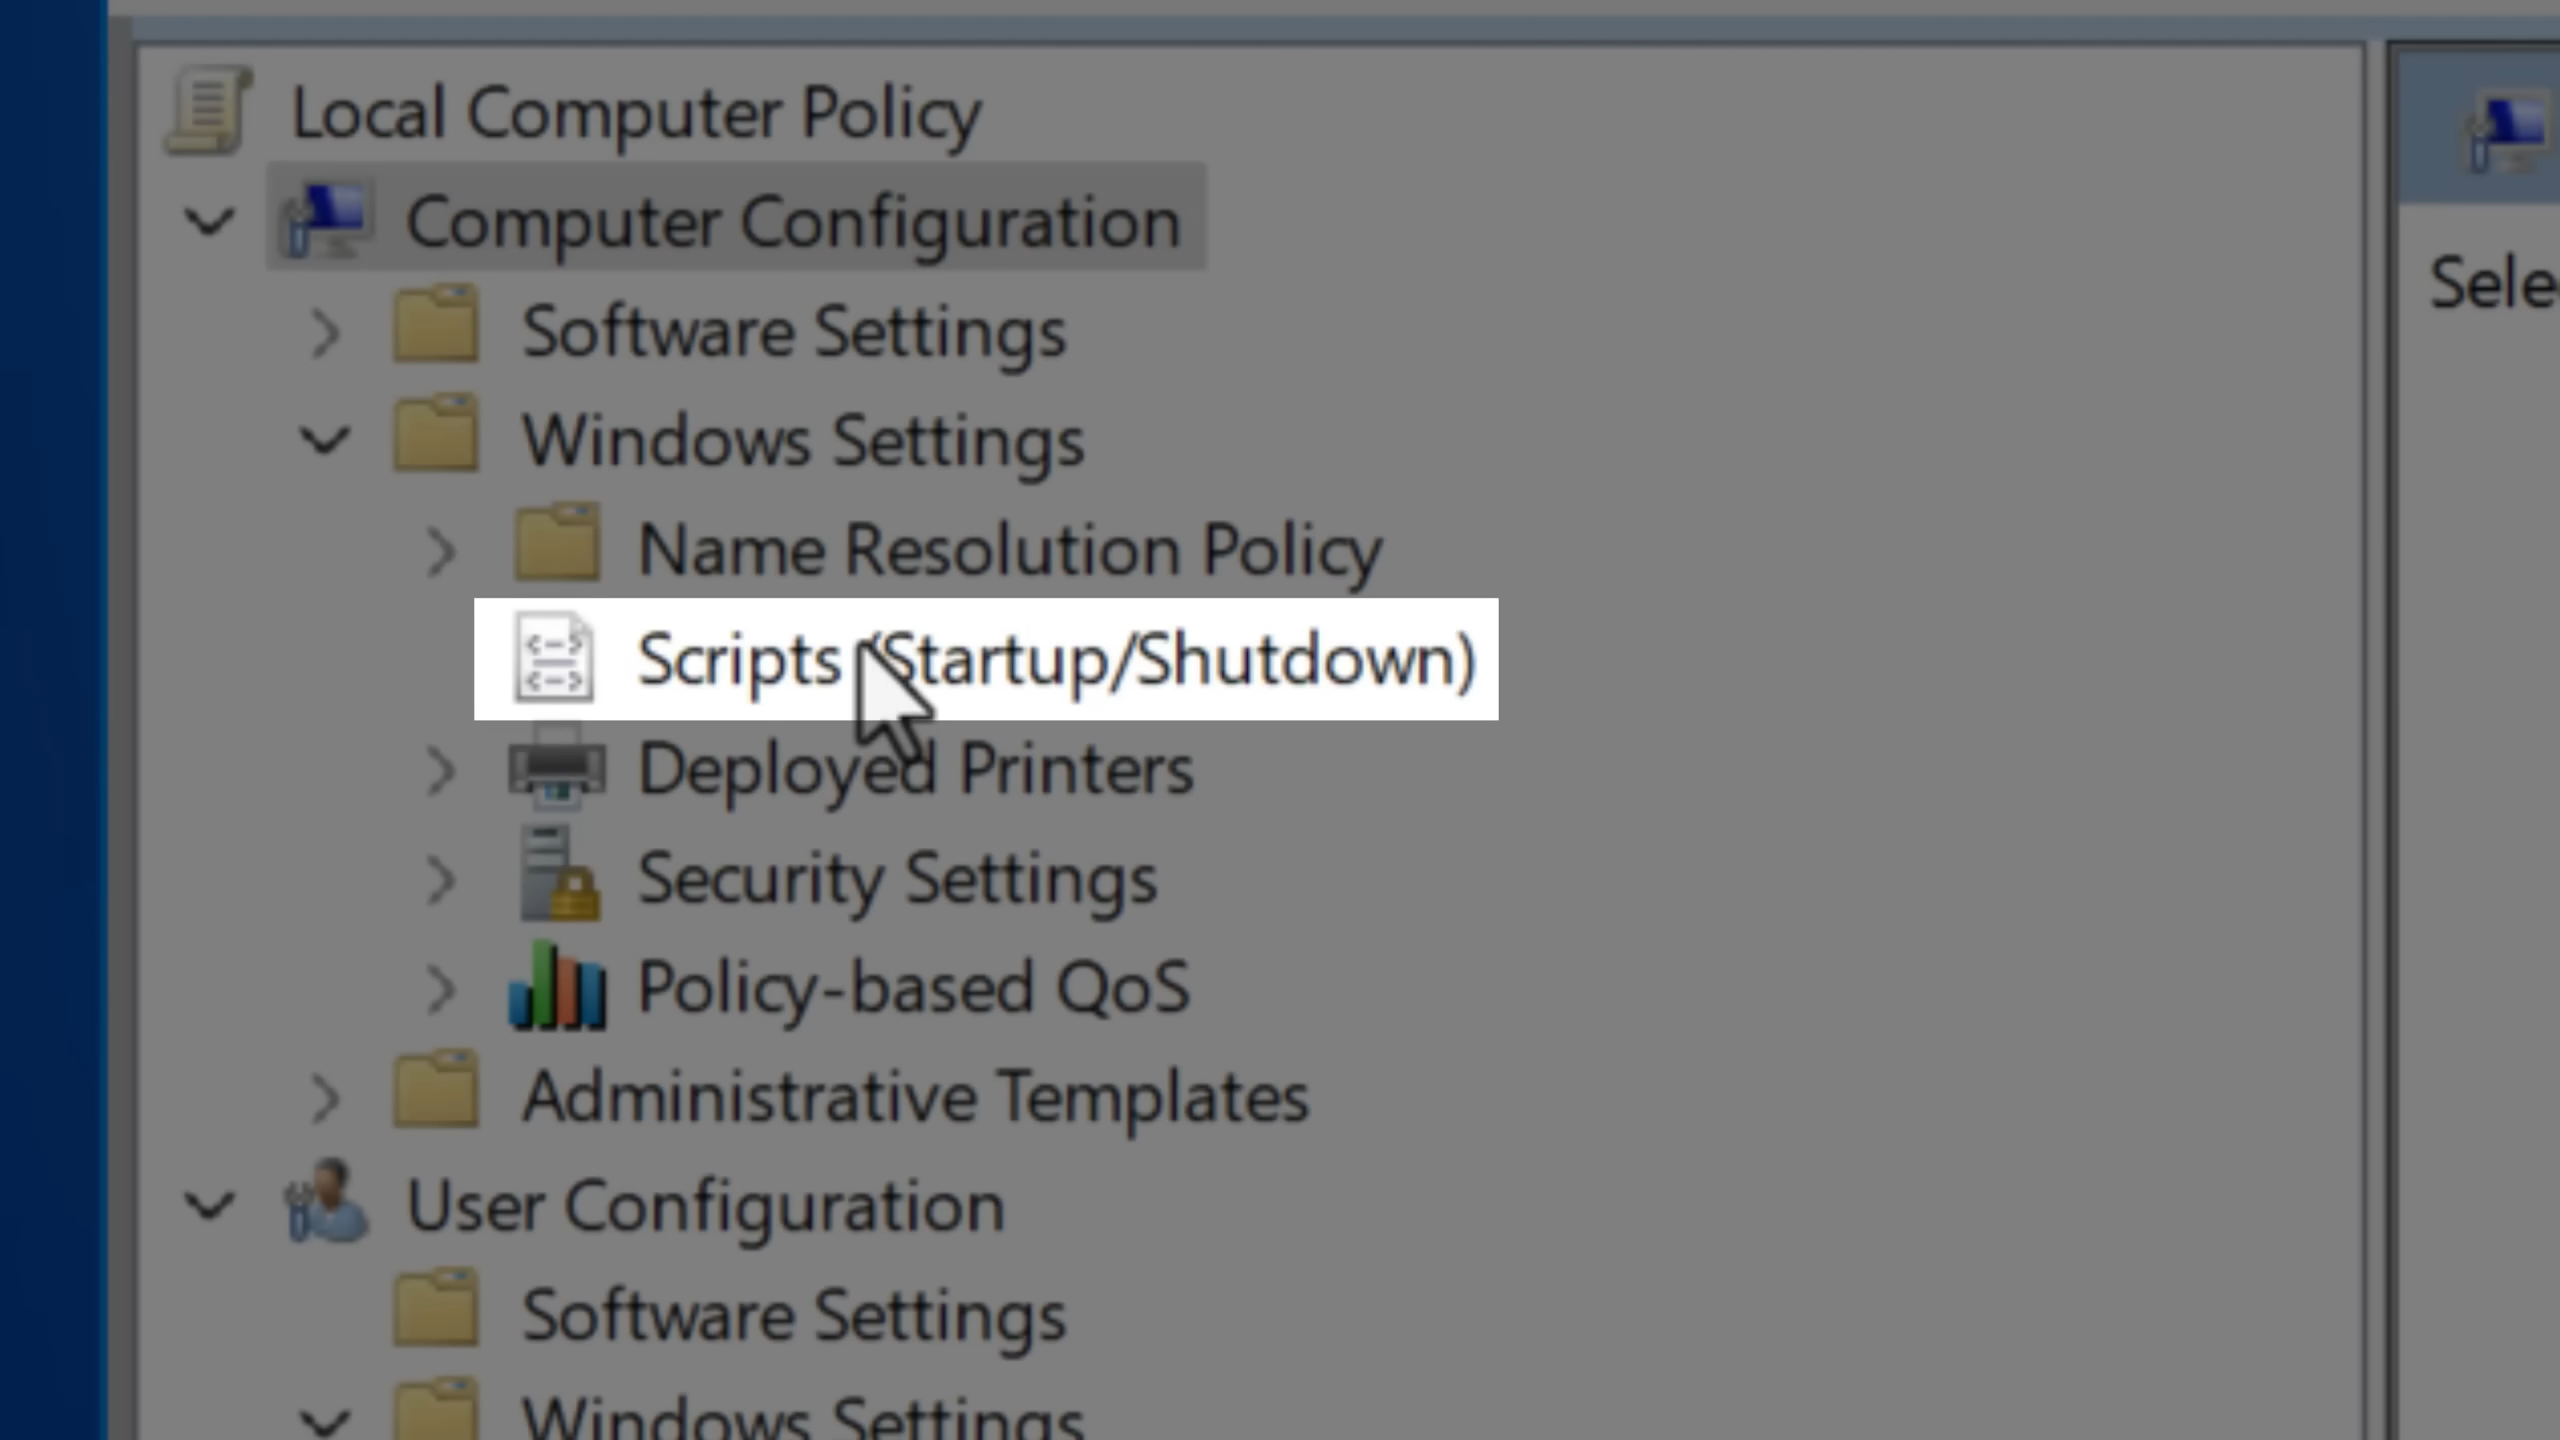 Local Computer Policy
Computer Configuration
Software Settings
Windows Settings
Name Resolution Policy
Scripts (Startup/Shutdown)
Deployed Printers
Security Settings
Policy-based QoS
Administrative Templates
User Configuration
Software Settings
Windows Settings